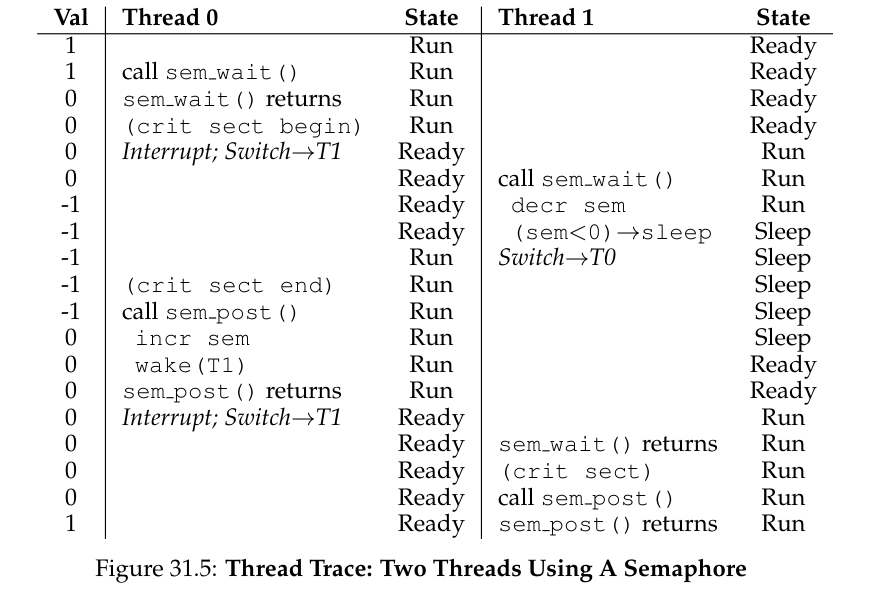 Val Thread 0 State Thread 1 State
1 Run Ready
1 call sem_wait() Run Ready
0 sem_wait() returns Run Ready
0 (crit sect begin) Run Ready
0 Interrupt; Switch→T1 Ready Run
0 Ready call sem_wait() Run
-1 Ready decr sem Run
-1 Ready (sem<0)→sleep Sleep
-1 Run Switch→T0 Sleep
-1 (crit sect end) Run Sleep
-1 call sem_post() Run Sleep
0 incr sem Run Sleep
0 wake(T1) Run Ready
0 sem_post() returns Run Ready
0 Interrupt; Switch→T1 Ready Run
0 Ready sem_wait() returns Run
0 Ready (crit sect) Run
0 Ready call sem_post() Run
1 Ready sem_post() returns Run
Figure 31.5: Thread Trace: Two Threads Using A Semaphore